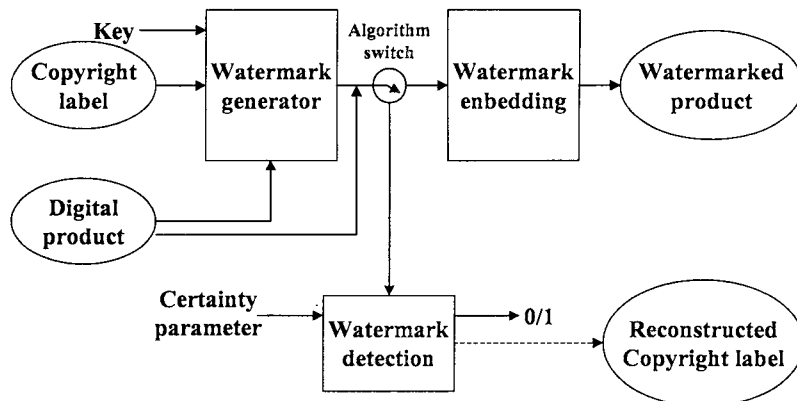 Key
Copyright
label
Watermark
generator
Algorithm
switch
Watermark
enbedding
Watermarked
product
Digital
product
Certainty
parameter
Watermark
detection
0/1
Reconstructed
Copyright label